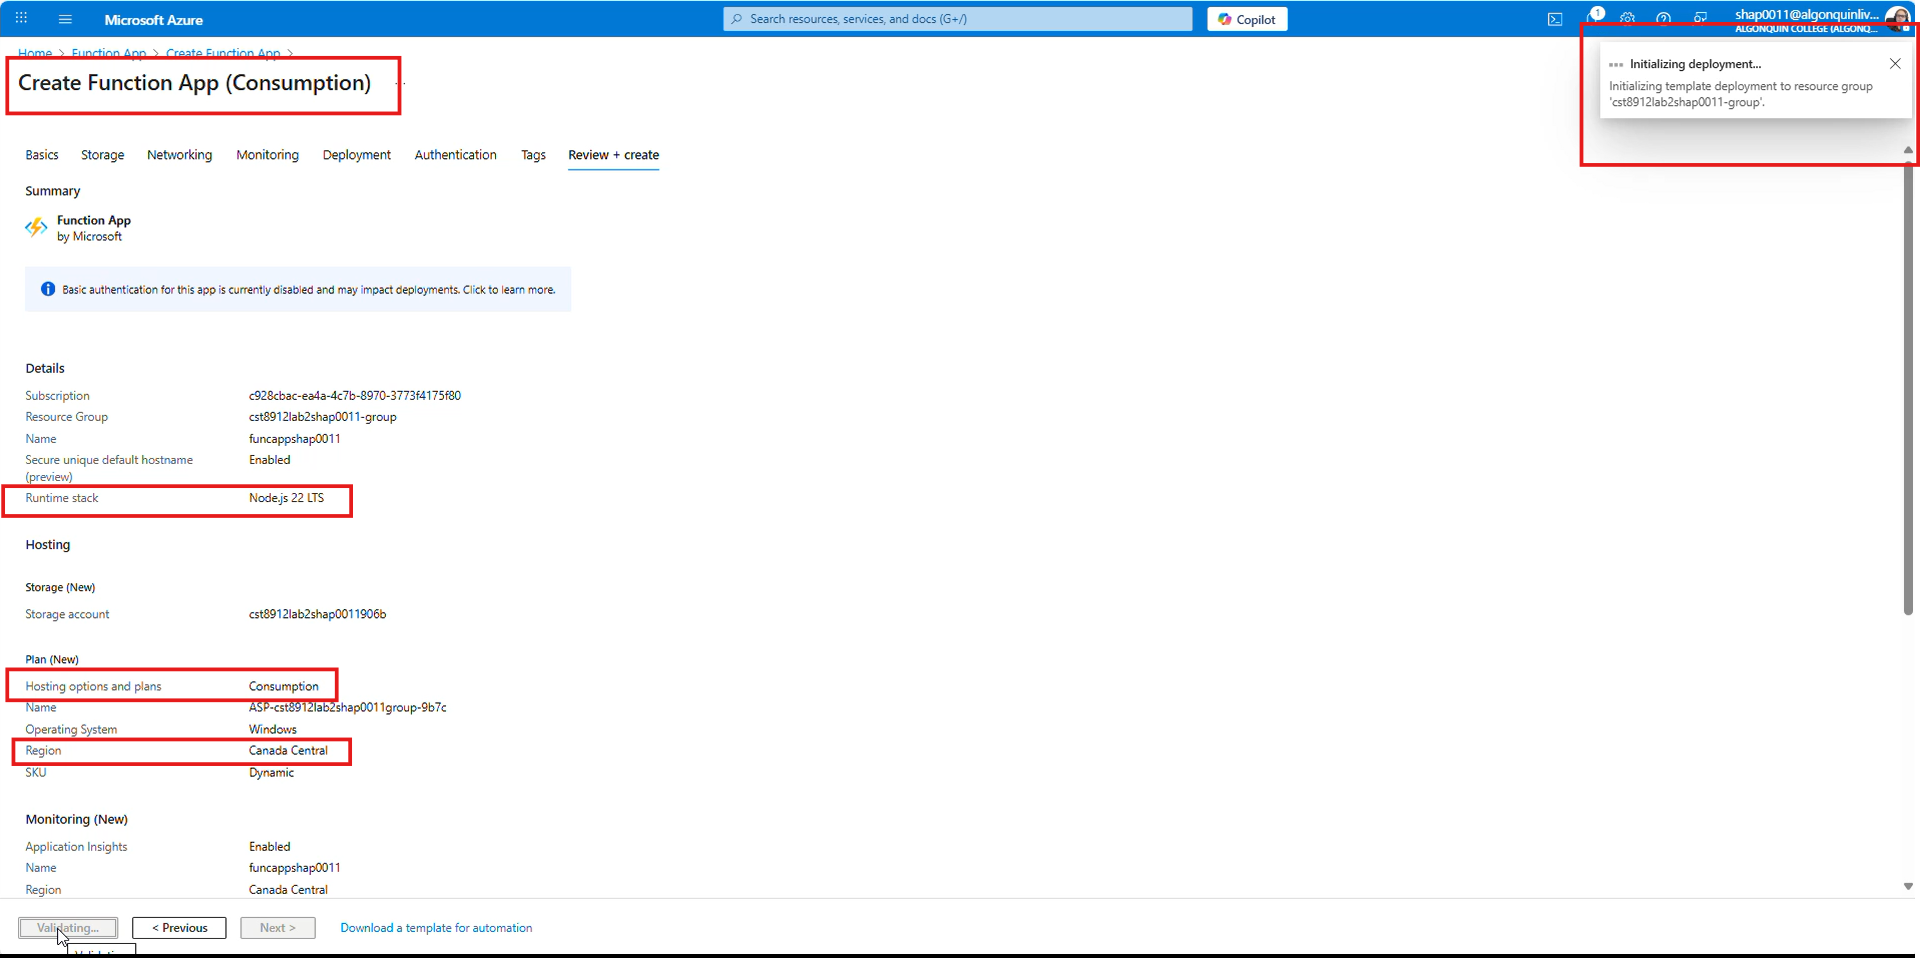 Microsoft Azure
Search resources, services, and docs (G+/)
Copilot
1
shap0011@algonquinliv...
ALGONQUIN COLLEGE (ALGONQ...
Home > Function App > Create Function App >
Create Function App (Consumption) ...
Initializing deployment...
Initializing template deployment to resource group
'cst8912lab2shap0011-group'.
Basics Storage Networking Monitoring Deployment Authentication Tags Review + create
Summary
Function App
by Microsoft
Basic authentication for this app is currently disabled and may impact deployments. Click to learn more.
Details
Subscription c928cbac-ea4a-4c7b-8970-3773f4175f80
Resource Group cst8912lab2shap0011-group
Name funcappshap0011
Secure unique default hostname Enabled
(preview)
Runtime stack Node.js 22 LTS
Hosting
Storage (New)
Storage account cst8912lab2shap0011906b
Plan (New)
Hosting options and plans Consumption
Name ASP-cst8912lab2shap0011group-9b7c
Operating System Windows
Region Canada Central
SKU Dynamic
Monitoring (New)
Application Insights Enabled
Name funcappshap0011
Region Canada Central
Validating...
< Previous
Next >
Download a template for automation